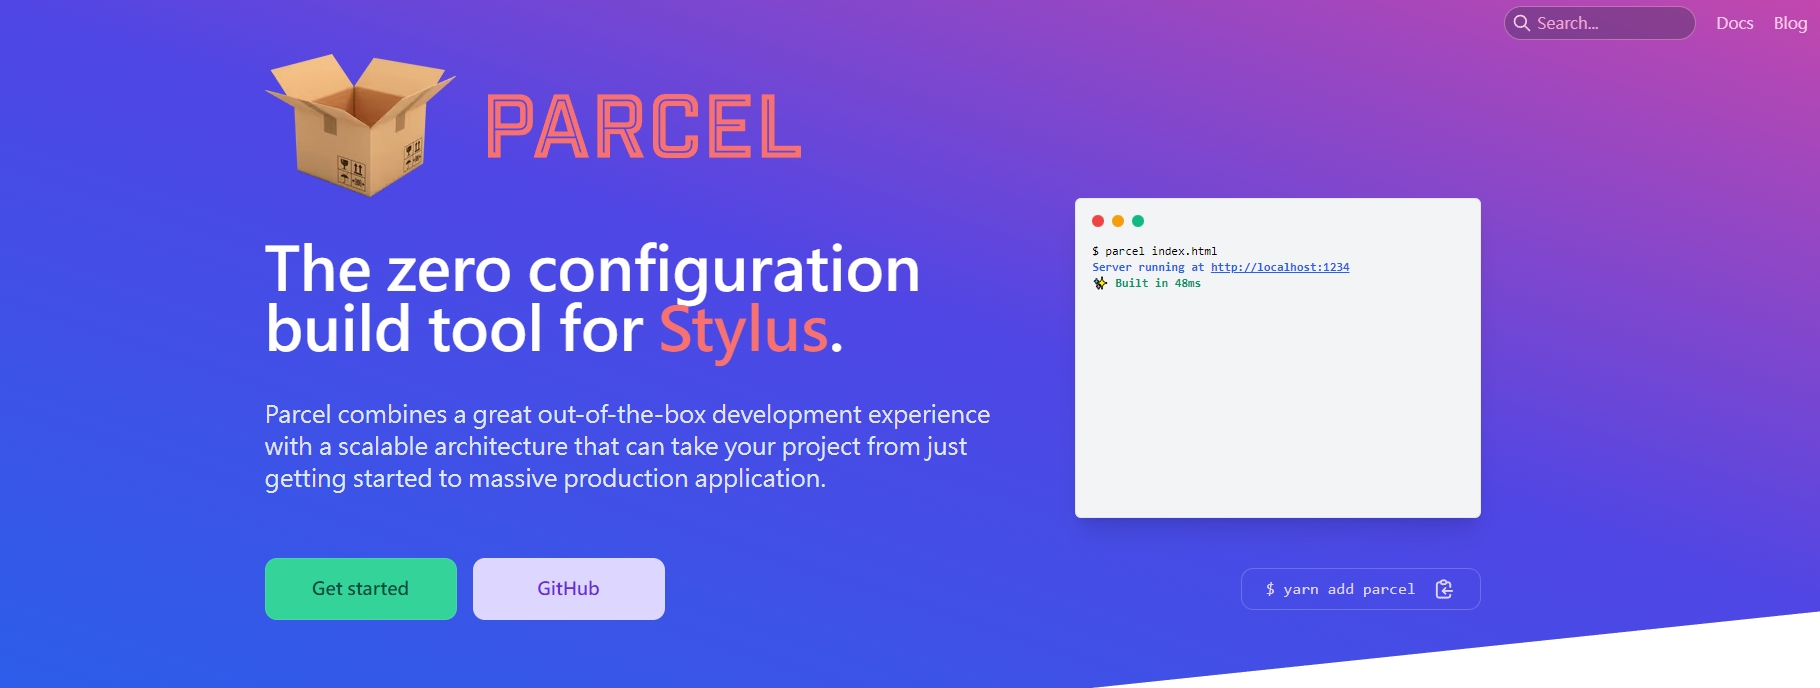 Search...
Docs
Blog
PARCEL
The zero configuration
build tool for Stylus.
Parcel combines a great out-of-the-box development experience
with a scalable architecture that can take your project from just
getting started to massive production application.
Get started
GitHub
$ parcel index.html
Server running at http://localhost:1234
✨ Built in 48ms
$ yarn add parcel